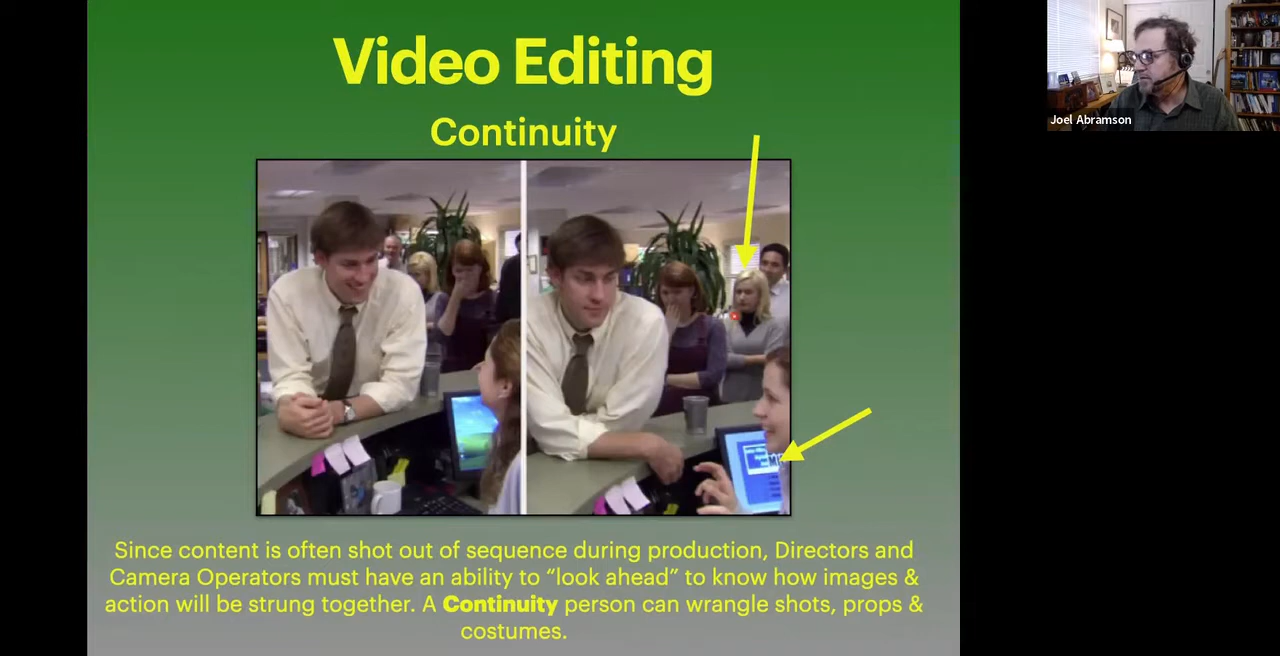 Video Editing
Continuity
Since content is often shot out of sequence during production, Directors and
Camera Operators must have an ability to “look ahead” to know how images &
action will be strung together. A Continuity person can wrangle shots, props &
costumes.
Joel Abramson